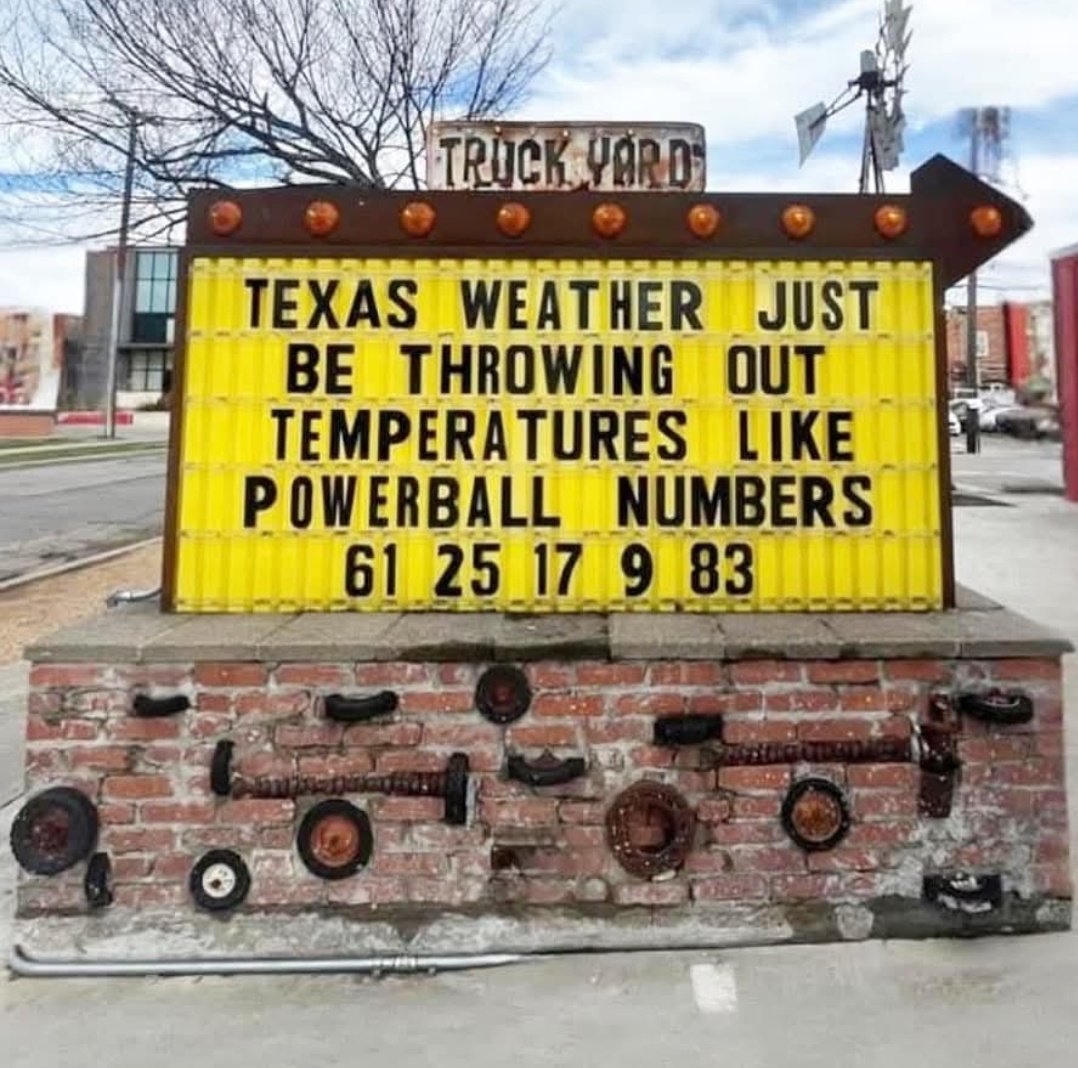 TRUCK YARD
TEXAS WEATHER JUST
BE THROWING OUT
TEMPERATURES LIKE
POWERBALL NUMBERS
61 25 17 9 83